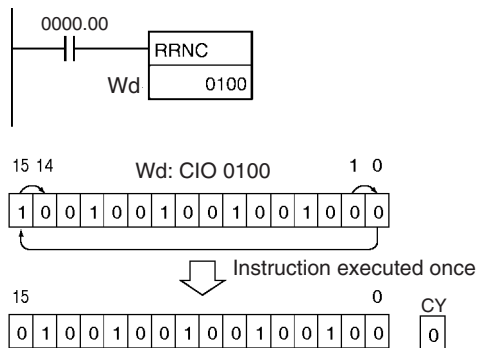 0000.00
RRNC
Wd 0100
15 14 Wd: CIO 0100 1 0
1 0 0 1 0 0 1 0 0 1 0 0 1 0 0 0
Instruction executed once
15 0 CY
0 1 0 0 1 0 0 1 0 0 1 0 0 1 0 0 0